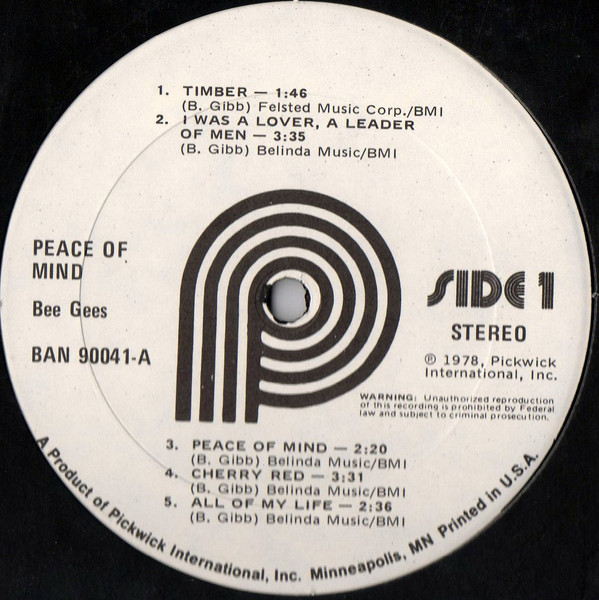 1. TIMBER — 1:46
(B. Gibb) Felsted Music Corp./BMI
2. I WAS A LOVER, A LEADER
OF MEN — 3:35
(B. Gibb) Belinda Music/BMI
PEACE OF
MIND
Bee Gees
BAN 90041-A
SIDE 1
STEREO
℗ 1978, Pickwick
International, Inc.
WARNING: Unauthorized reproduction
of this recording is prohibited by Federal
law and subject to criminal prosecution.
3. PEACE OF MIND — 2:20
(B. Gibb) Belinda Music/BMI
4. CHERRY RED — 3:31
(B. Gibb) Belinda Music/BMI
5. ALL OF MY LIFE — 2:36
(B. Gibb) Belinda Music/BMI
A Product of Pickwick International, Inc. Minneapolis, MN Printed in U.S.A.